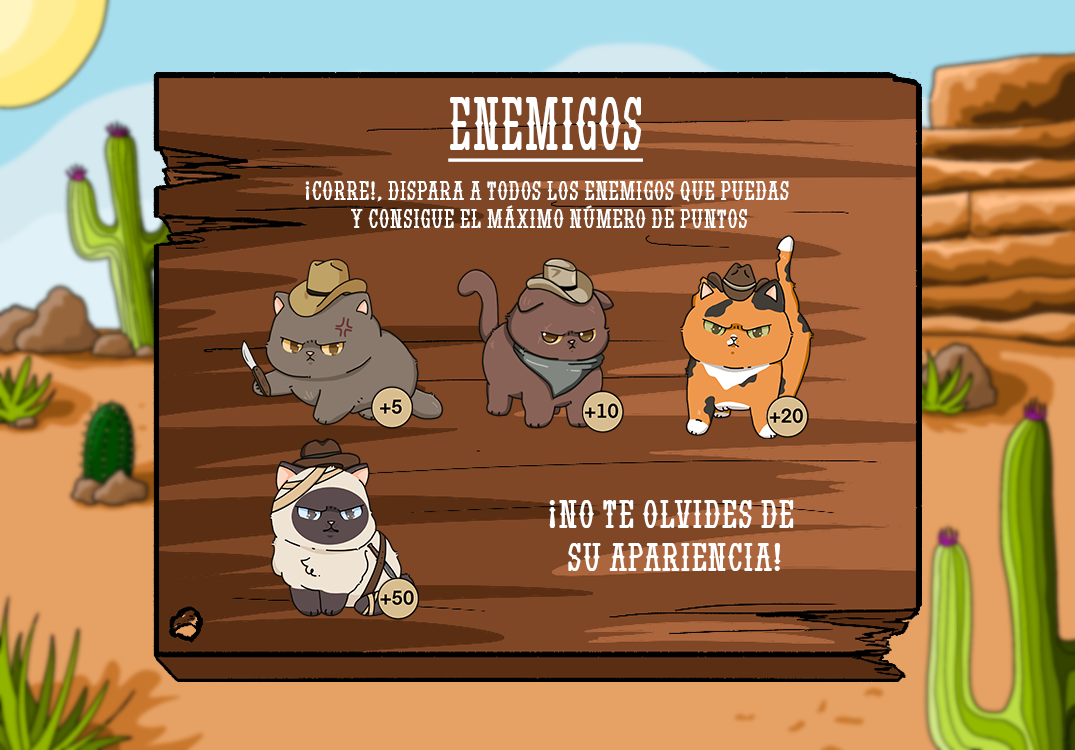 ENEMIGOS
¡CORRE!, DISPARA A TODOS LOS ENEMIGOS QUE PUEDAS
Y CONSIGUE EL MÁXIMO NÚMERO DE PUNTOS
+5
+10
+20
+50
¡NO TE OLVIDES DE
SU APARIENCIA!